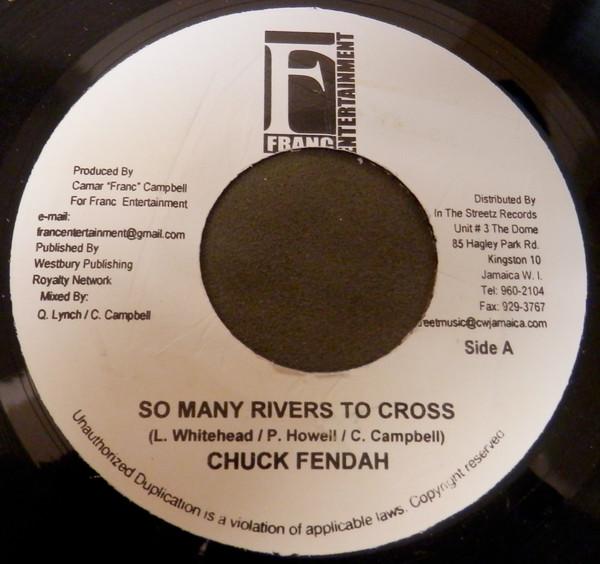 F
FRANC
ENTERTAINMENT
Produced By
Camar "Franc" Campbell
For Franc Entertainment
e-mail:
francentertainment@gmail.com
Published By
Westbury Publishing
Royalty Network
Mixed By:
Q. Lynch / C. Campbell
Distributed By
In The Streetz Records
Unit # 3 The Dome
85 Hagley Park Rd.
Kingston 10
Jamaica W. I.
Tel: 960-2104
Fax: 929-3767
reetmusic@cwjamaica.com
Side A
SO MANY RIVERS TO CROSS
(L. Whitehead / P. Howell / C. Campbell)
CHUCK FENDAH
Unauthorized Duplication is a violation of applicable laws. Copyright reserved